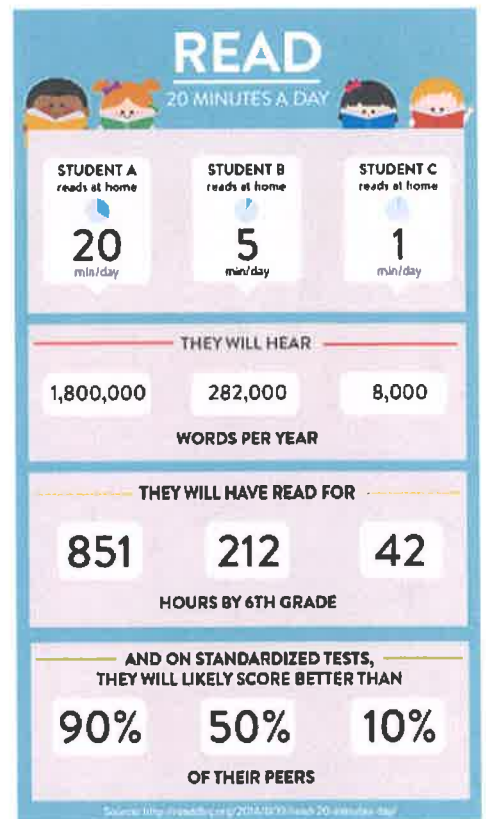 READ
20 MINUTES A DAY
STUDENT A
reads at home
20
min/day
STUDENT B
reads at home
5
min/day
STUDENT C
reads at home
1
min/day
THEY WILL HEAR
1,800,000 282,000 8,000
WORDS PER YEAR
THEY WILL HAVE READ FOR
851 212 42
HOURS BY 6TH GRADE
AND ON STANDARDIZED TESTS,
THEY WILL LIKELY SCORE BETTER THAN
90% 50% 10%
OF THEIR PEERS
Source: